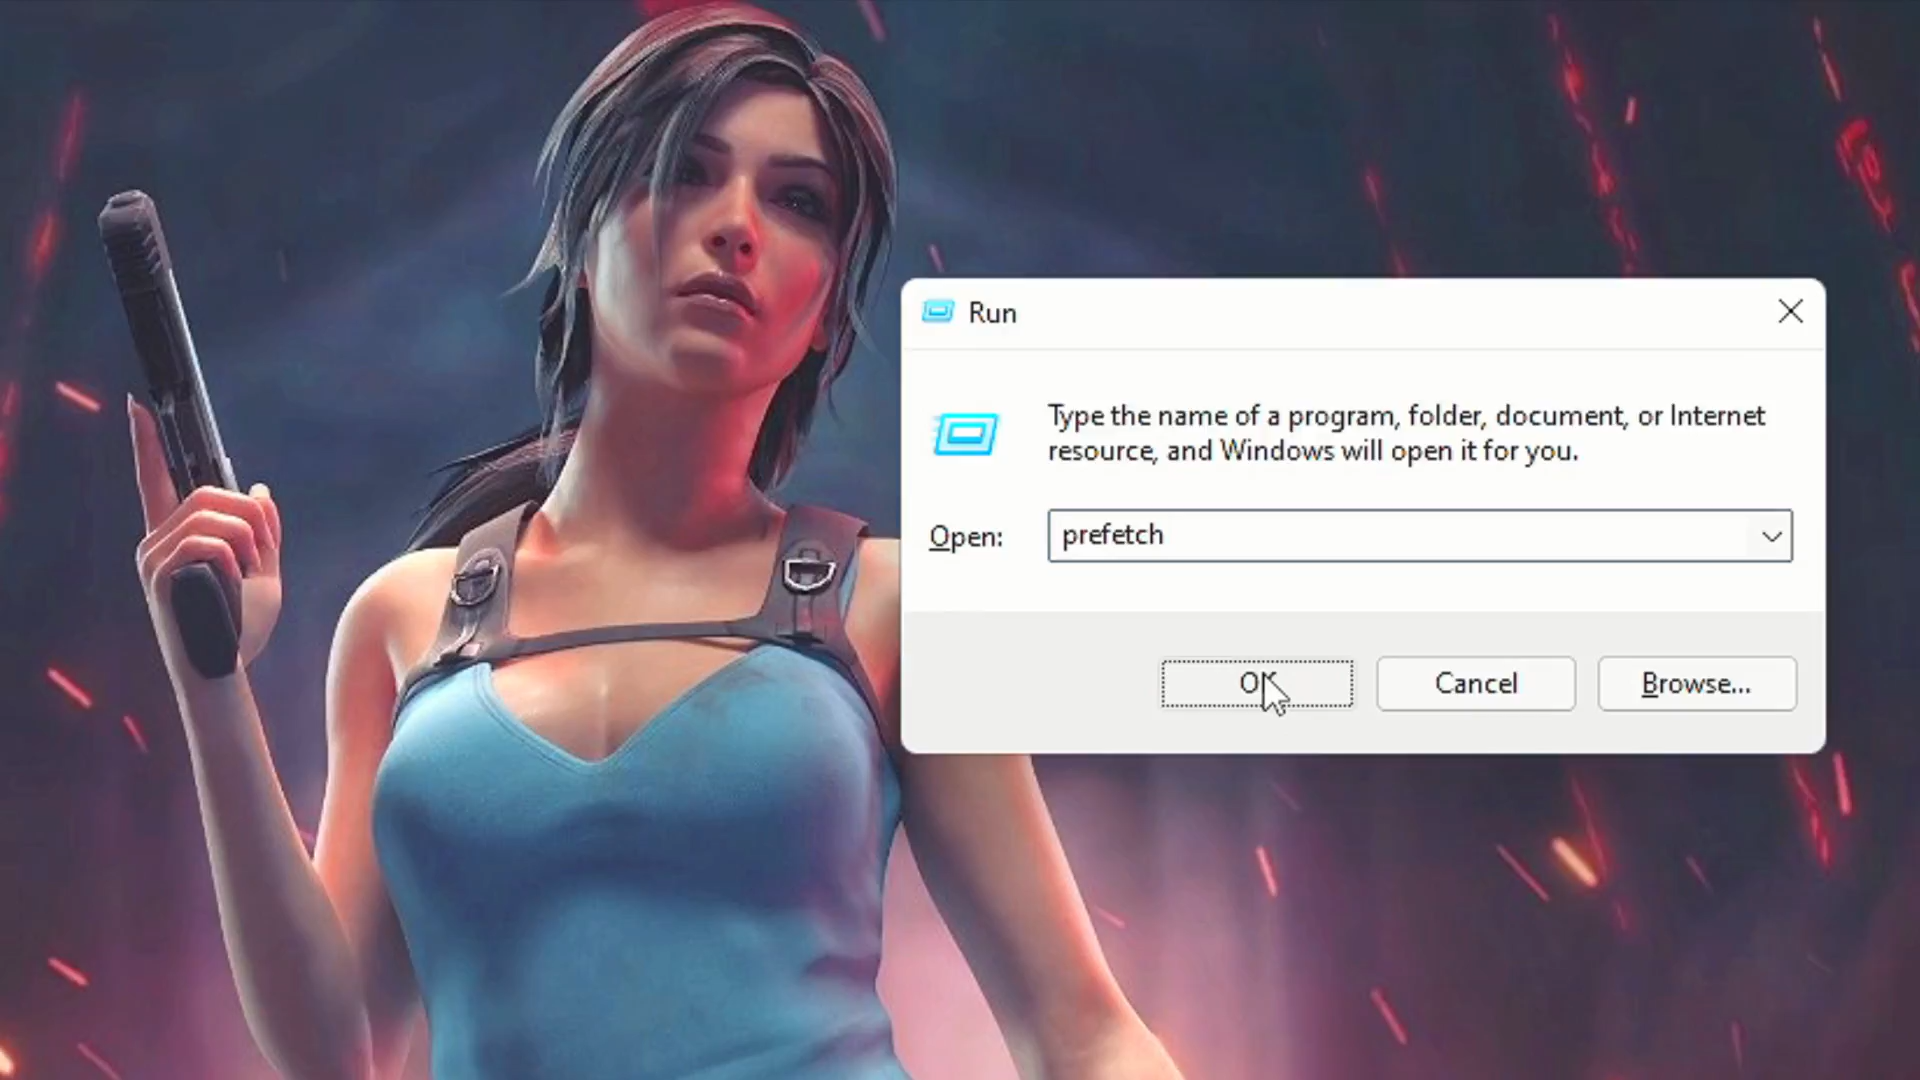 Run
Type the name of a program, folder, document, or Internet
resource, and Windows will open it for you.
Open: prefetch
OK Cancel Browse...